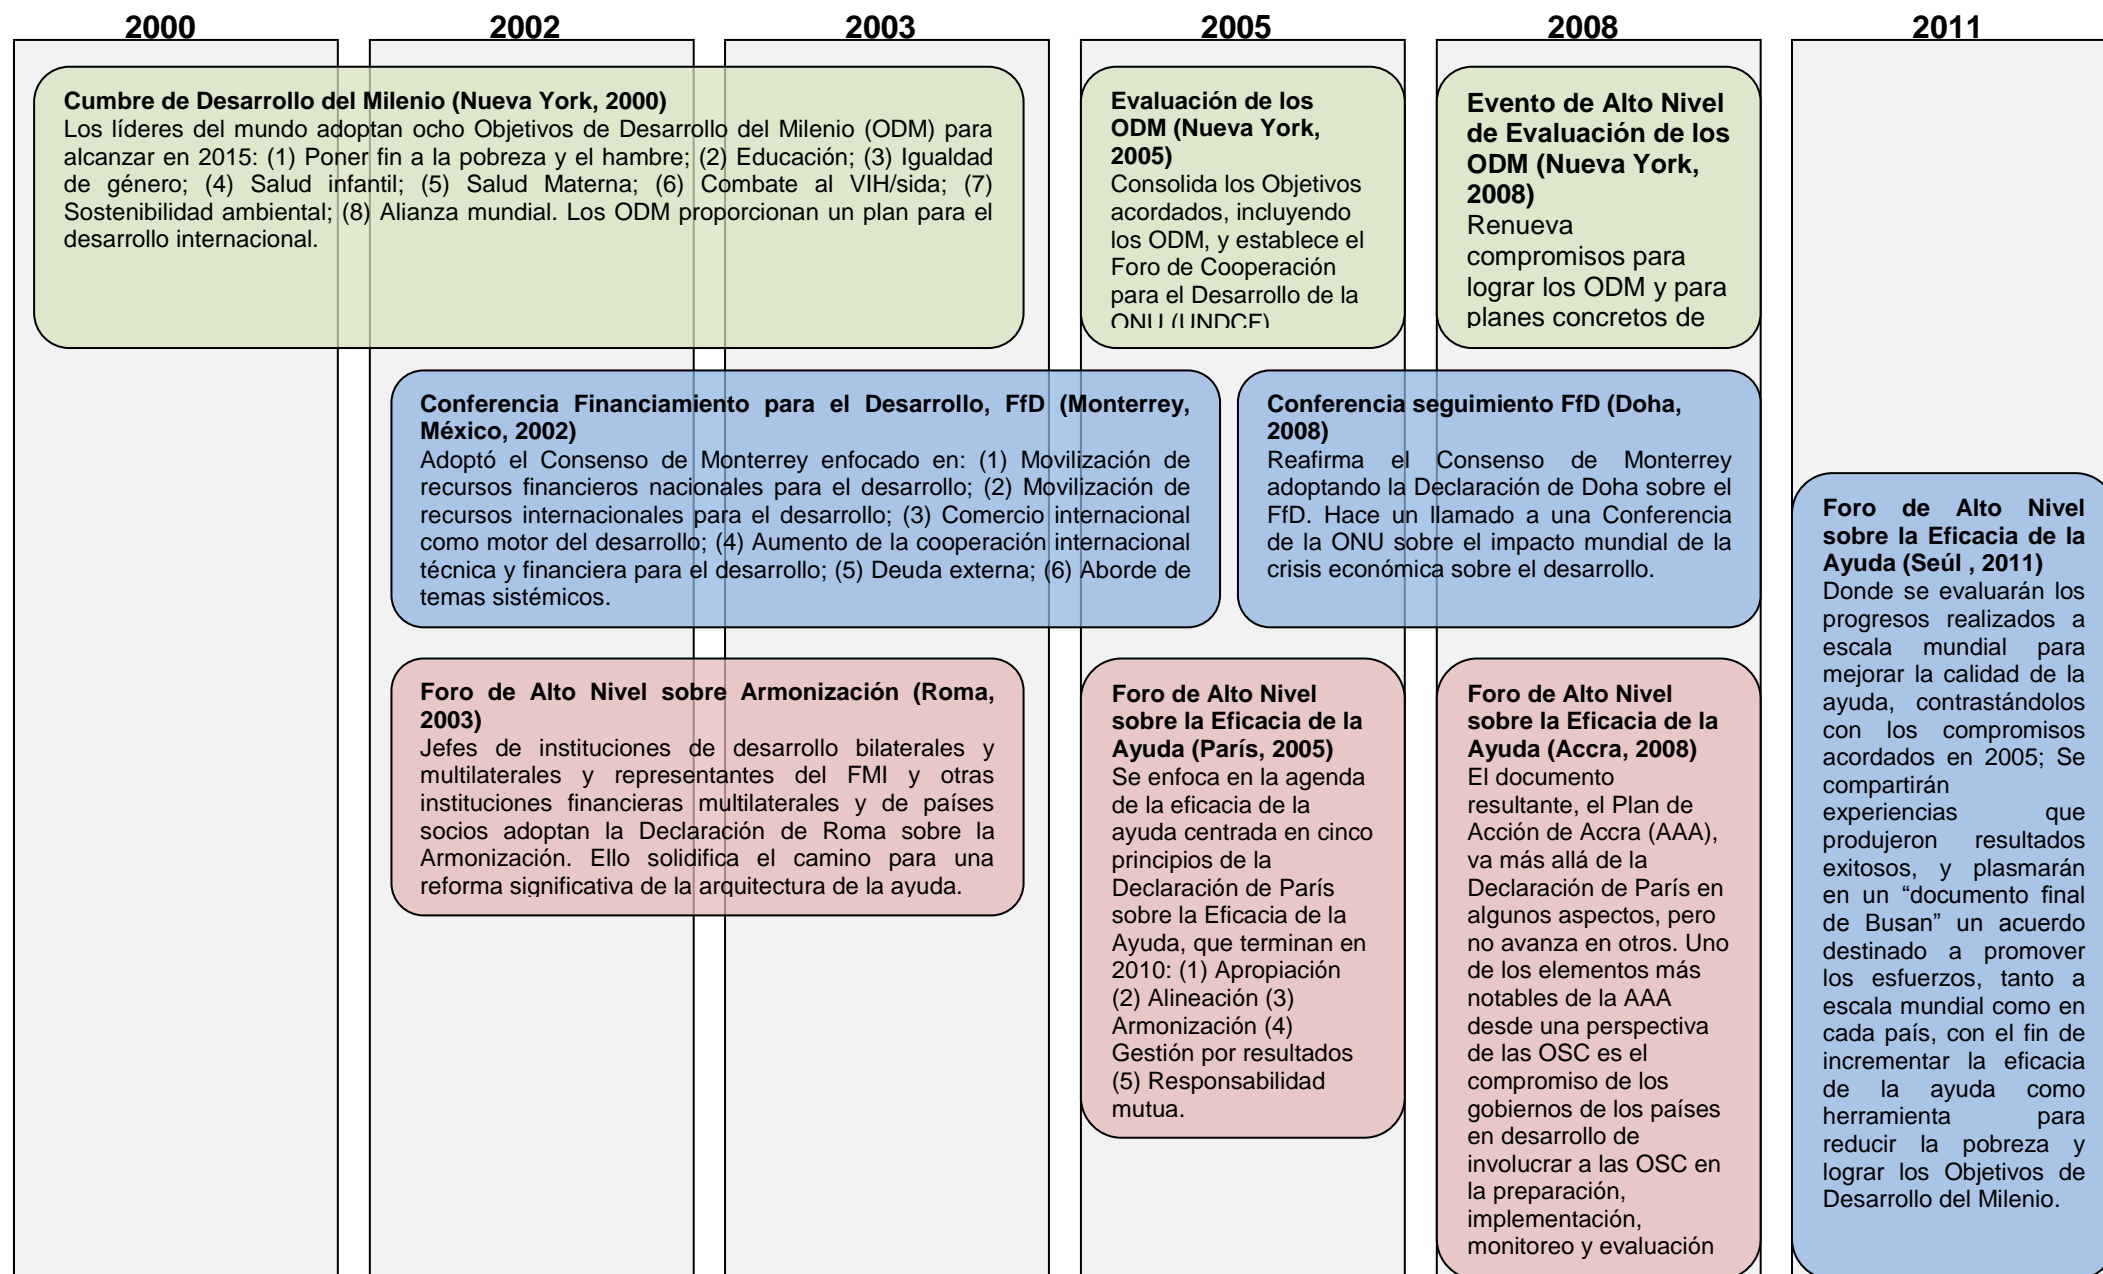 2000
2002
2003
2005
2008
2011
Cumbre de Desarrollo del Milenio (Nueva York, 2000)
Los líderes del mundo adoptan ocho Objetivos de Desarrollo del Milenio (ODM) para
alcanzar en 2015: (1) Poner fin a la pobreza y el hambre; (2) Educación; (3) Igualdad
de género; (4) Salud infantil; (5) Salud Materna; (6) Combate al VIH/sida; (7)
Sostenibilidad ambiental; (8) Alianza mundial. Los ODM proporcionan un plan para el
desarrollo internacional.
Evaluación de los
ODM (Nueva York,
2005)
Consolida los Objetivos
acordados, incluyendo
los ODM, y establece el
Foro de Cooperación
para el Desarrollo de la
ONU (UNDCF)
Evento de Alto Nivel
de Evaluación de los
ODM (Nueva York,
2008)
Renueva
compromisos para
lograr los ODM y para
planes concretos de
Conferencia Financiamiento para el Desarrollo, FfD (Monterrey,
México, 2002)
Adoptó el Consenso de Monterrey enfocado en: (1) Movilización de
recursos financieros nacionales para el desarrollo; (2) Movilización de
recursos internacionales para el desarrollo; (3) Comercio internacional
como motor del desarrollo; (4) Aumento de la cooperación internacional
técnica y financiera para el desarrollo; (5) Deuda externa; (6) Aborde de
temas sistémicos.
Conferencia seguimiento FfD (Doha,
2008)
Reafirma el Consenso de Monterrey
adoptando la Declaración de Doha sobre el
FfD. Hace un llamado a una Conferencia
de la ONU sobre el impacto mundial de la
crisis económica sobre el desarrollo.
Foro de Alto Nivel sobre Armonización (Roma,
2003)
Jefes de instituciones de desarrollo bilaterales y
multilaterales y representantes del FMI y otras
instituciones financieras multilaterales y de países
socios adoptan la Declaración de Roma sobre la
Armonización. Ello solidifica el camino para una
reforma significativa de la arquitectura de la ayuda.
Foro de Alto Nivel
sobre la Eficacia de la
Ayuda (París, 2005)
Se enfoca en la agenda
de la eficacia de la
ayuda centrada en cinco
principios de la
Declaración de París
sobre la Eficacia de la
Ayuda, que terminan en
2010: (1) Apropiación
(2) Alineación (3)
Armonización (4)
Gestión por resultados
(5) Responsabilidad
mutua.
Foro de Alto Nivel
sobre la Eficacia de la
Ayuda (Accra, 2008)
El documento
resultante, el Plan de
Acción de Accra (AAA),
va más allá de la
Declaración de París en
algunos aspectos, pero
no avanza en otros. Uno
de los elementos más
notables de la AAA
desde una perspectiva
de las OSC es el
compromiso de los
gobiernos de los países
en desarrollo de
involucrar a las OSC en
la preparación,
implementación,
monitoreo y evaluación
Foro de Alto Nivel
sobre la Eficacia de la
Ayuda (Seúl , 2011)
Donde se evaluarán los
progresos realizados a
escala mundial para
mejorar la calidad de la
ayuda, contrastándolos
con los compromisos
acordados en 2005; Se
compartirán
experiencias que
produjeron resultados
exitosos, y plasmarán
en un “documento final
de Busan” un acuerdo
destinado a promover
los esfuerzos, tanto a
escala mundial como en
cada país, con el fin de
incrementar la eficacia
de la ayuda como
herramienta para
reducir la pobreza y
lograr los Objetivos de
Desarrollo del Milenio.